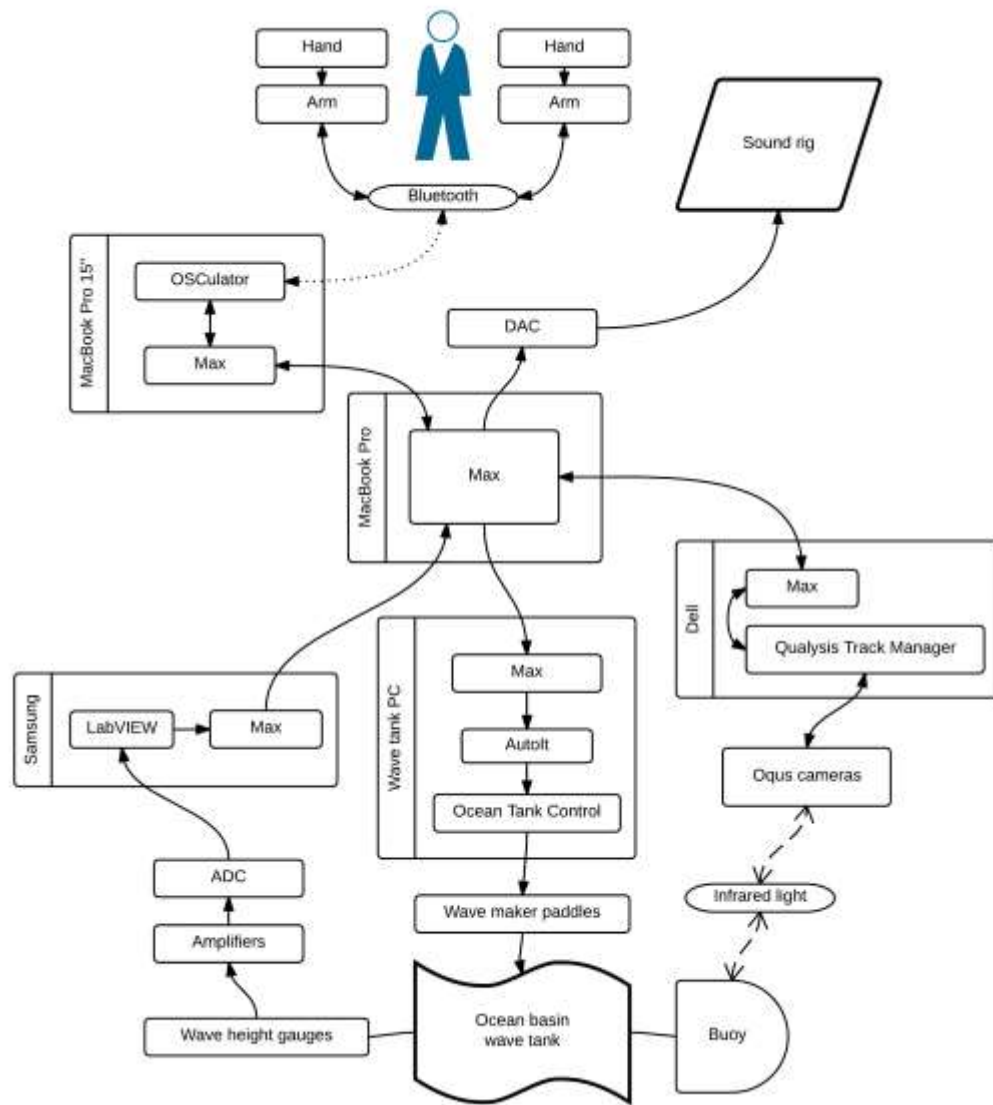 Hand
Hand
Arm
Arm
Sound rig
Bluetooth
MacBook Pro 15"
OSCulator
Max
DAC
MacBook Pro
Max
Dell
Max
Qualysis Track Manager
Wave tank PC
Max
AutoIt
Ocean Tank Control
Samsung
LabVIEW
Max
Oqus cameras
ADC
Infrared light
Wave maker paddles
Amplifiers
Wave height gauges
Ocean basin
wave tank
Buoy